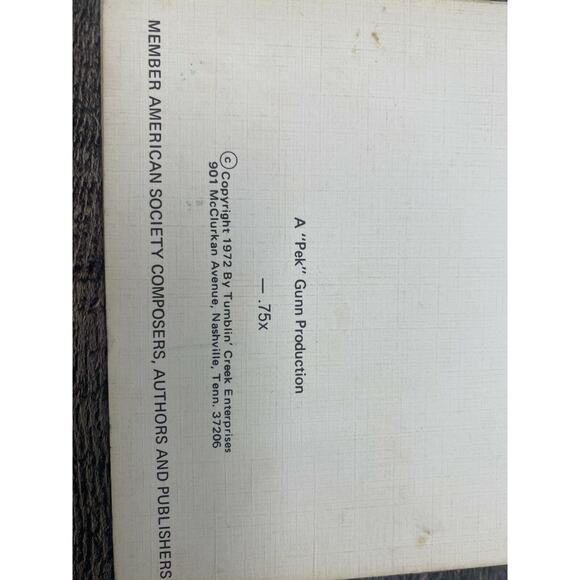 A "Pek" Gunn Production
— .75x
© Copyright 1972 By Tumblin' Creek Enterprises
901 McClurkan Avenue, Nashville, Tenn. 37206
MEMBER AMERICAN SOCIETY COMPOSERS, AUTHORS AND PUBLISHERS